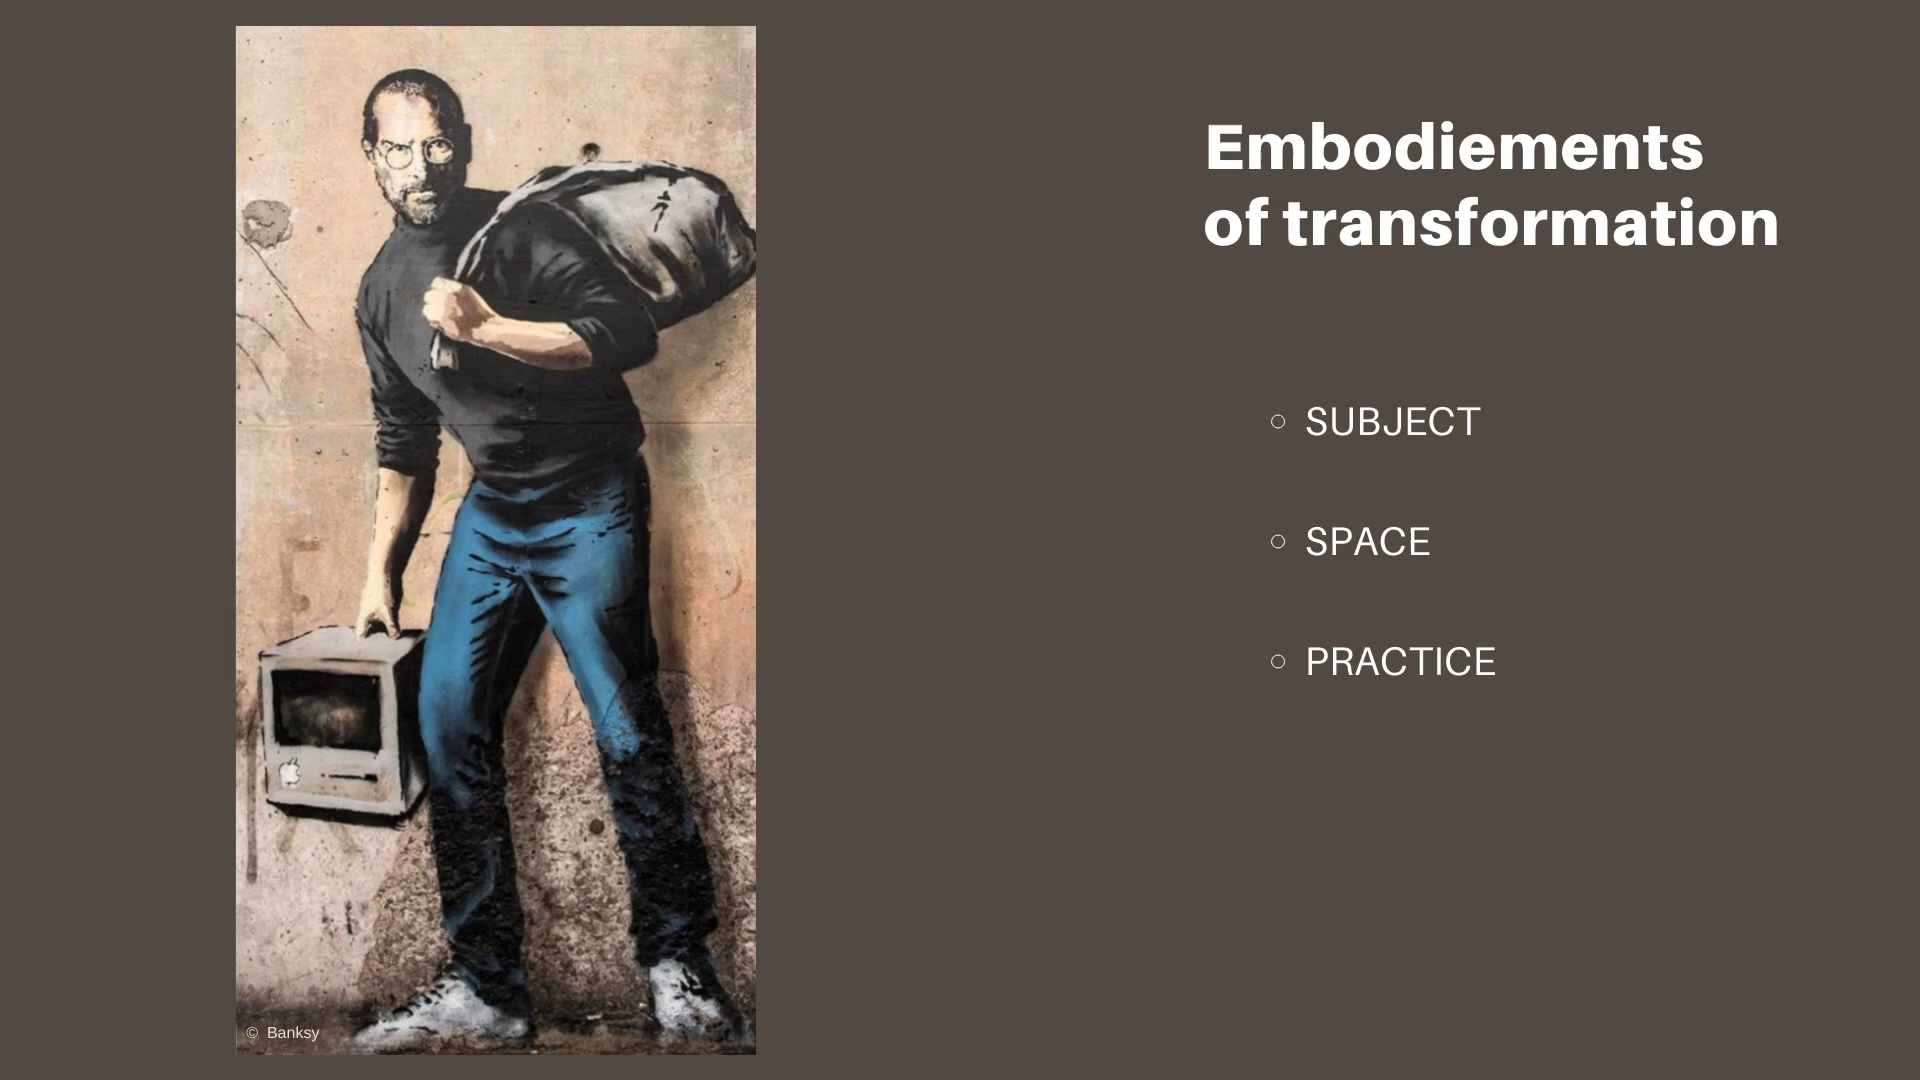 Embodiements
of transformation
SUBJECT
SPACE
PRACTICE
© Banksy